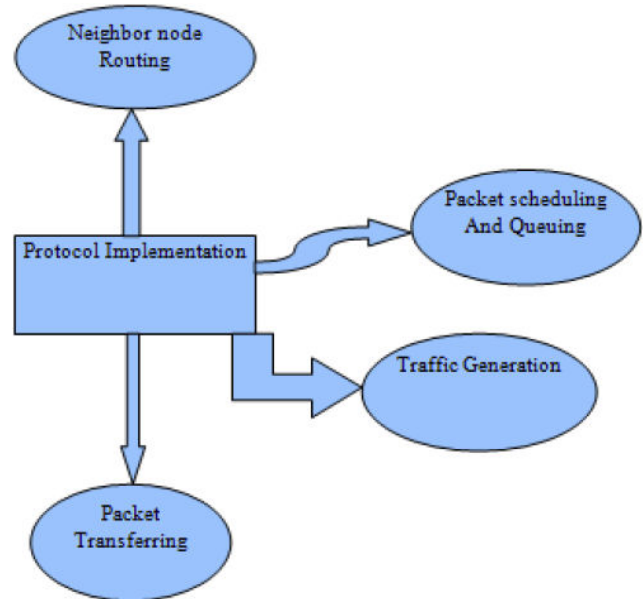 Neighbor node
Routing
Packet scheduling
And Queuing
Protocol Implementation
Traffic Generation
Packet
Transferring